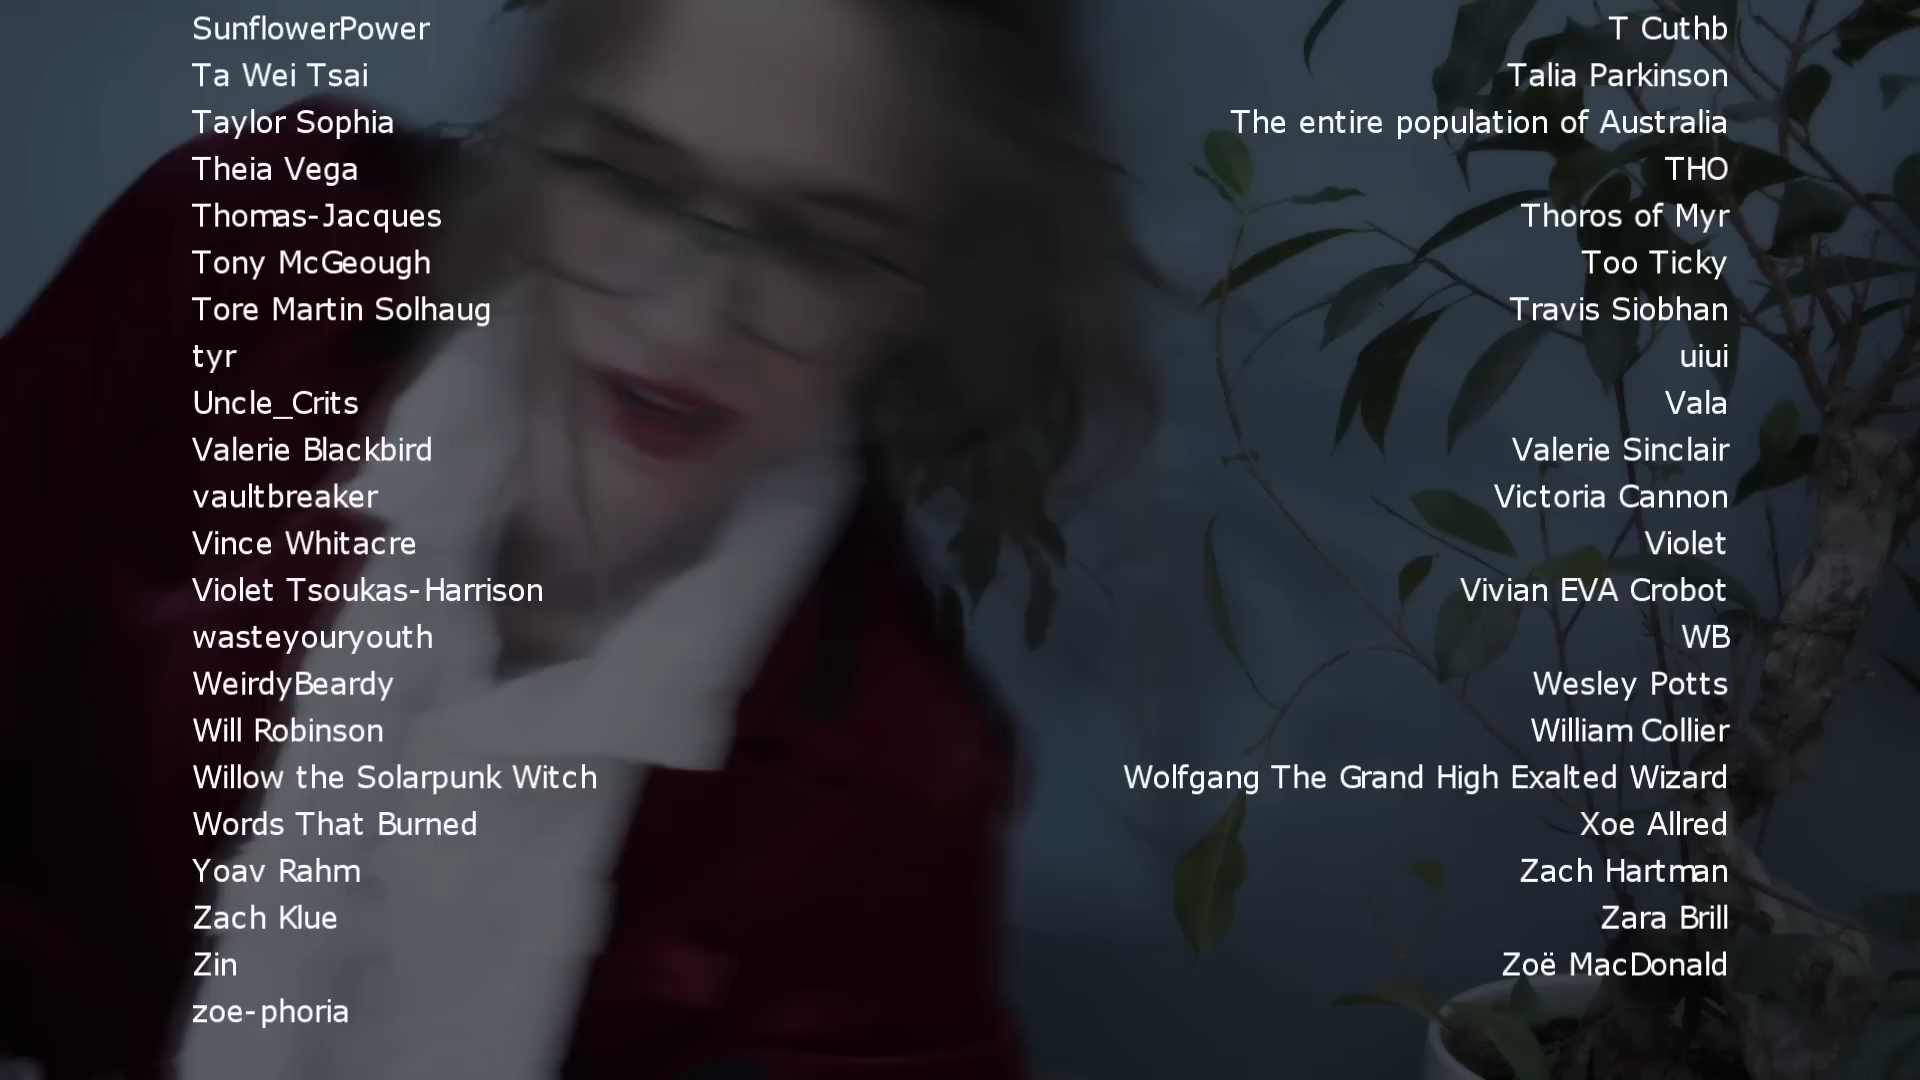 SunflowerPower
T Cuthb
Ta Wei Tsai
Talia Parkinson
Taylor Sophia
The entire population of Australia
Theia Vega
THO
Thomas-Jacques
Thoros of Myr
Tony McGeough
Too Ticky
Tore Martin Solhaug
Travis Siobhan
tyr
uiui
Uncle_Crits
Vala
Valerie Blackbird
Valerie Sinclair
vaultbreaker
Victoria Cannon
Vince Whitacre
Violet
Violet Tsoukas-Harrison
Vivian EVA Crobot
wasteyouryouth
WB
WeirdyBeardy
Wesley Potts
Will Robinson
William Collier
Willow the Solarpunk Witch
Wolfgang The Grand High Exalted Wizard
Words That Burned
Xoe Allred
Yoav Rahm
Zach Hartman
Zach Klue
Zara Brill
Zin
Zoë MacDonald
zoe-phoria